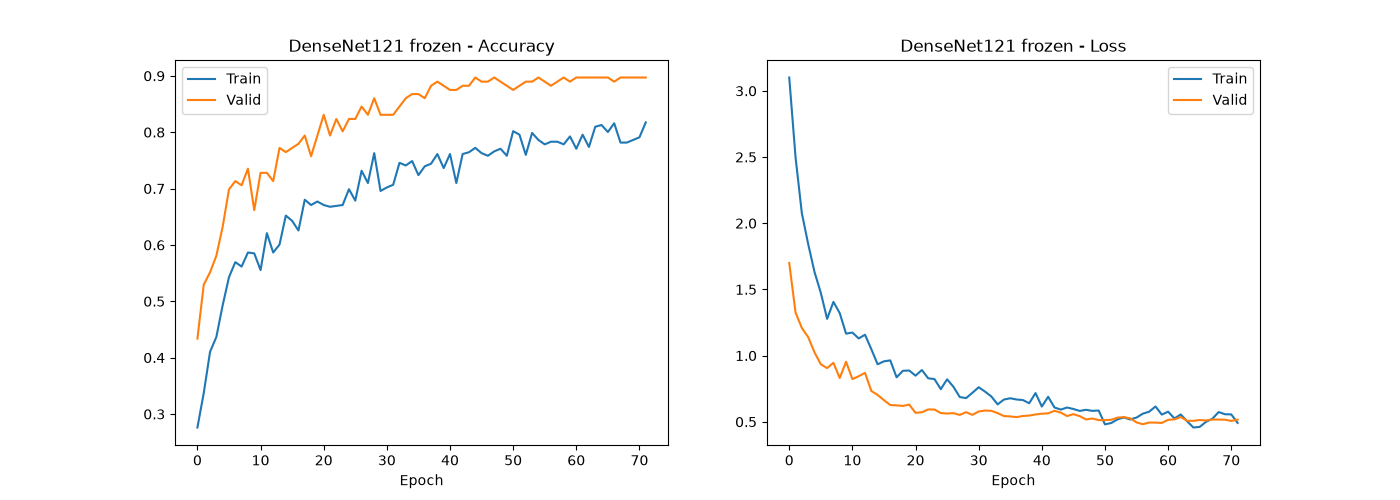 DenseNet121 frozen - Accuracy
Train
Valid
0.9
0.8
0.7
0.6
0.5
0.4
0.3
0 10 20 30 40 50 60 70
Epoch
DenseNet121 frozen - Loss
Train
Valid
3.0
2.5
2.0
1.5
1.0
0.5
0 10 20 30 40 50 60 70
Epoch